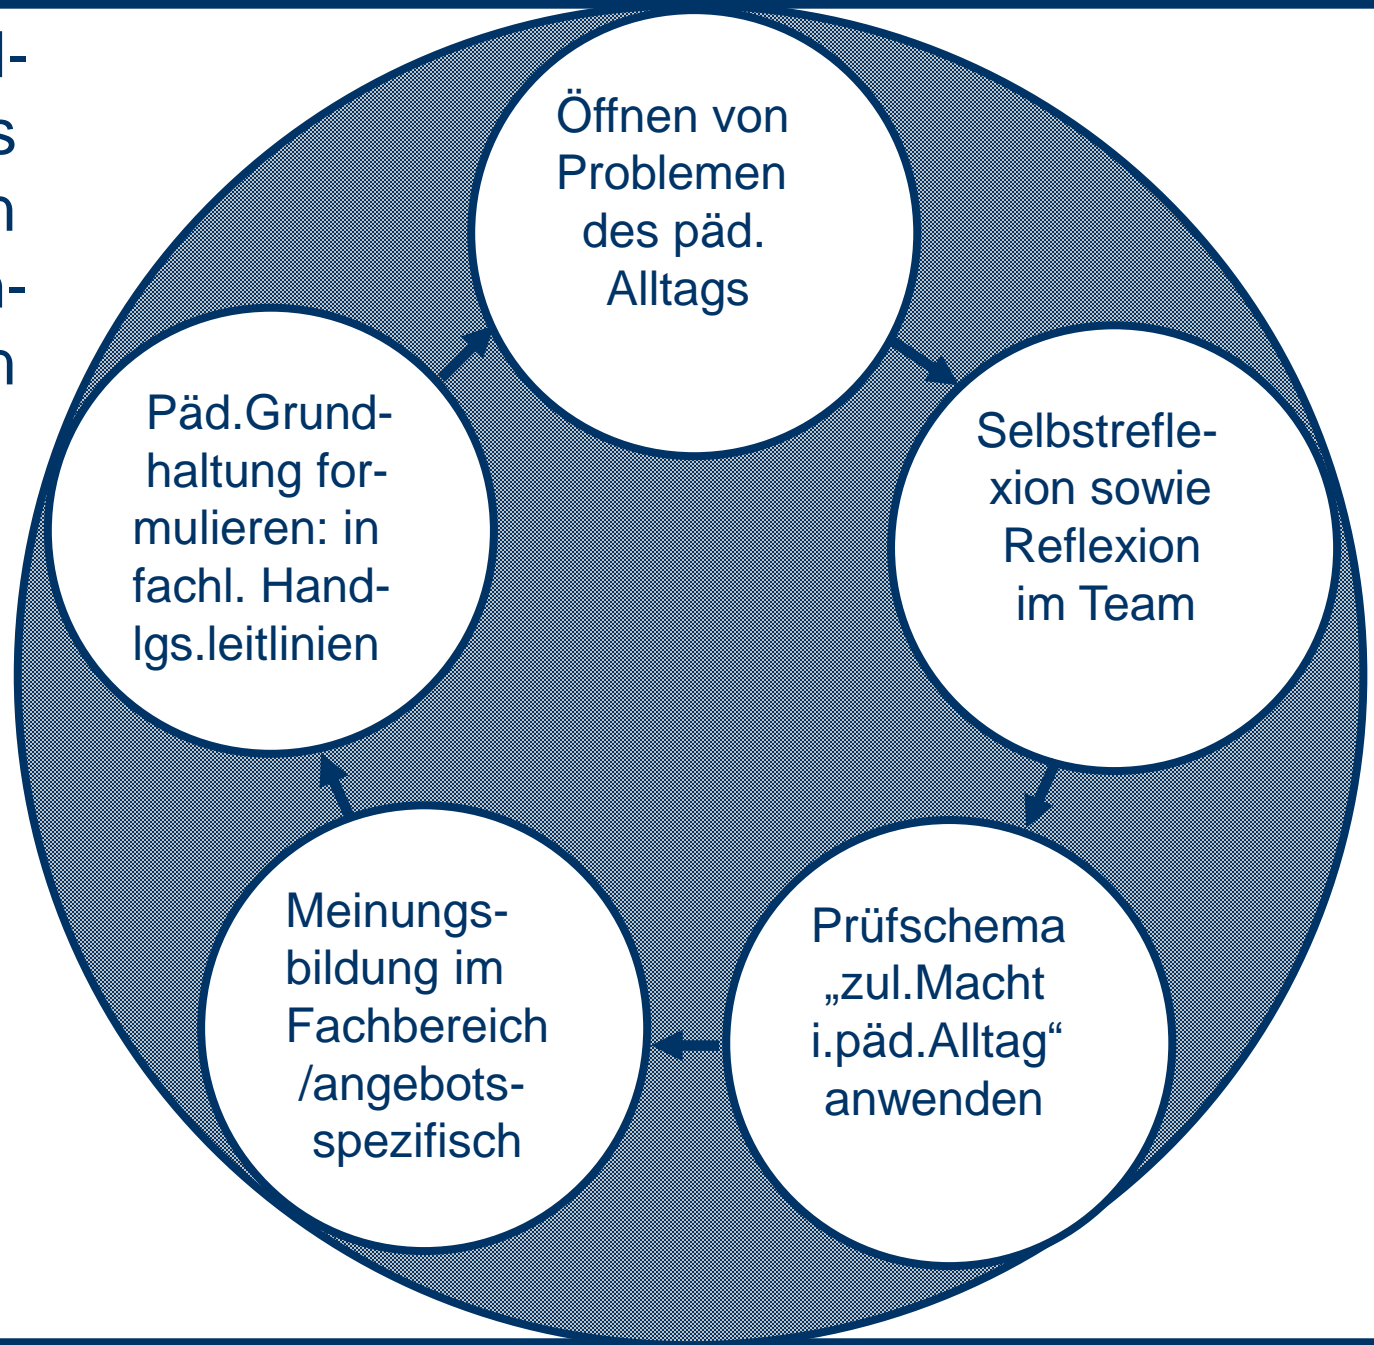 Öffnen von
Problemen
des päd.
Alltags
Selbstrefle-
xion sowie
Reflexion
im Team
Prüfschema
„zul.Macht
i.päd.Alltag“
anwenden
Meinungs-
bildung im
Fachbereich
/angebots-
spezifisch
Päd.Grund-
haltung for-
mulieren: in
fachl. Hand-
lgs.leitlinien